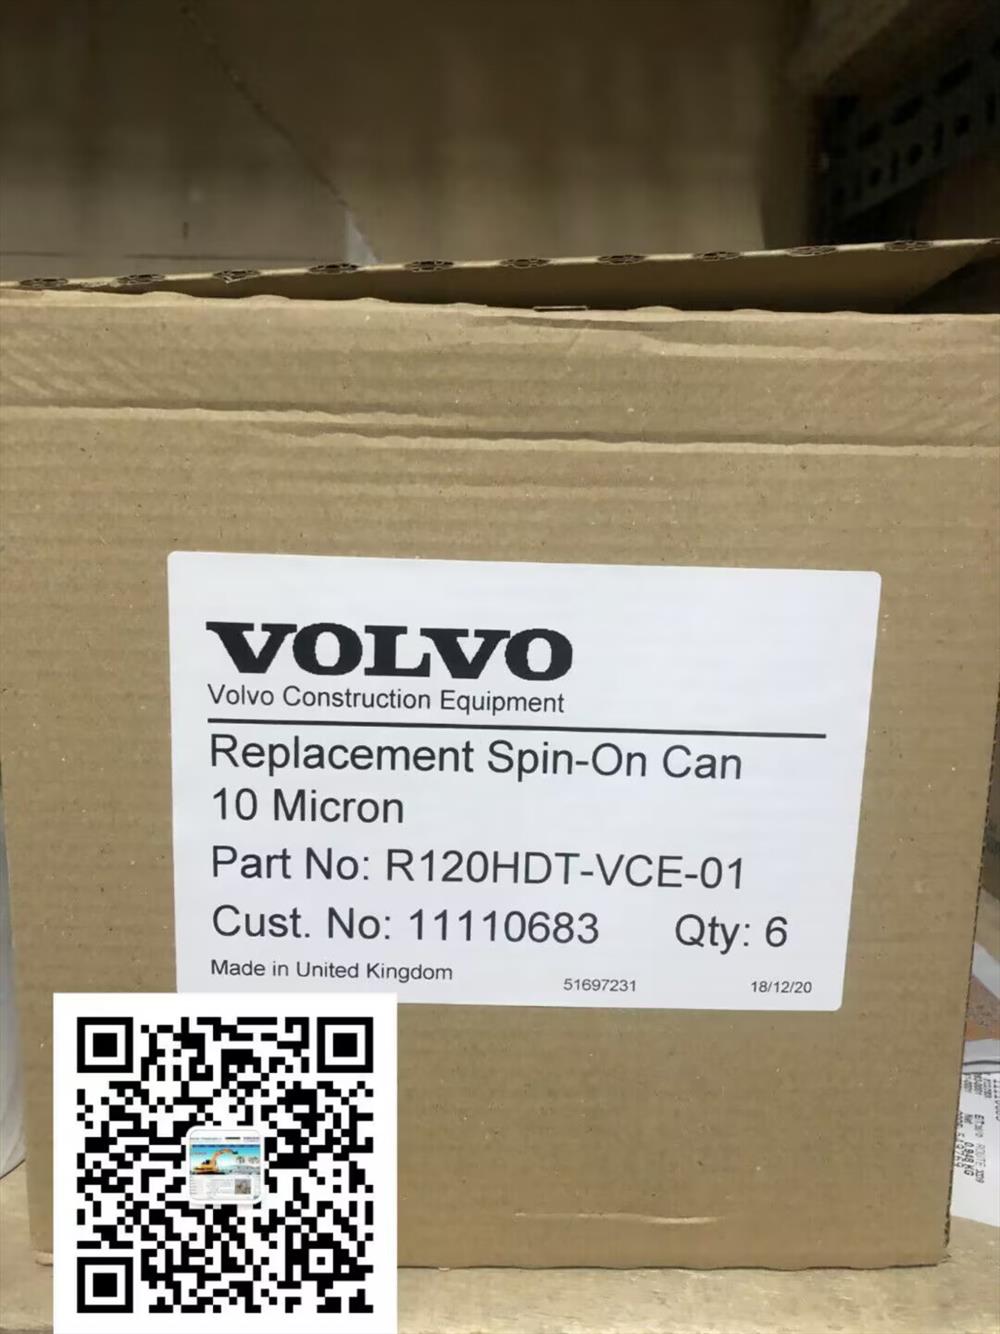 VOLVO
Volvo Construction Equipment
Replacement Spin-On Can
10 Micron
Part No: R120HDT-VCE-01
Cust. No: 11110683 Qty: 6
Made in United Kingdom 51697231 18/12/20